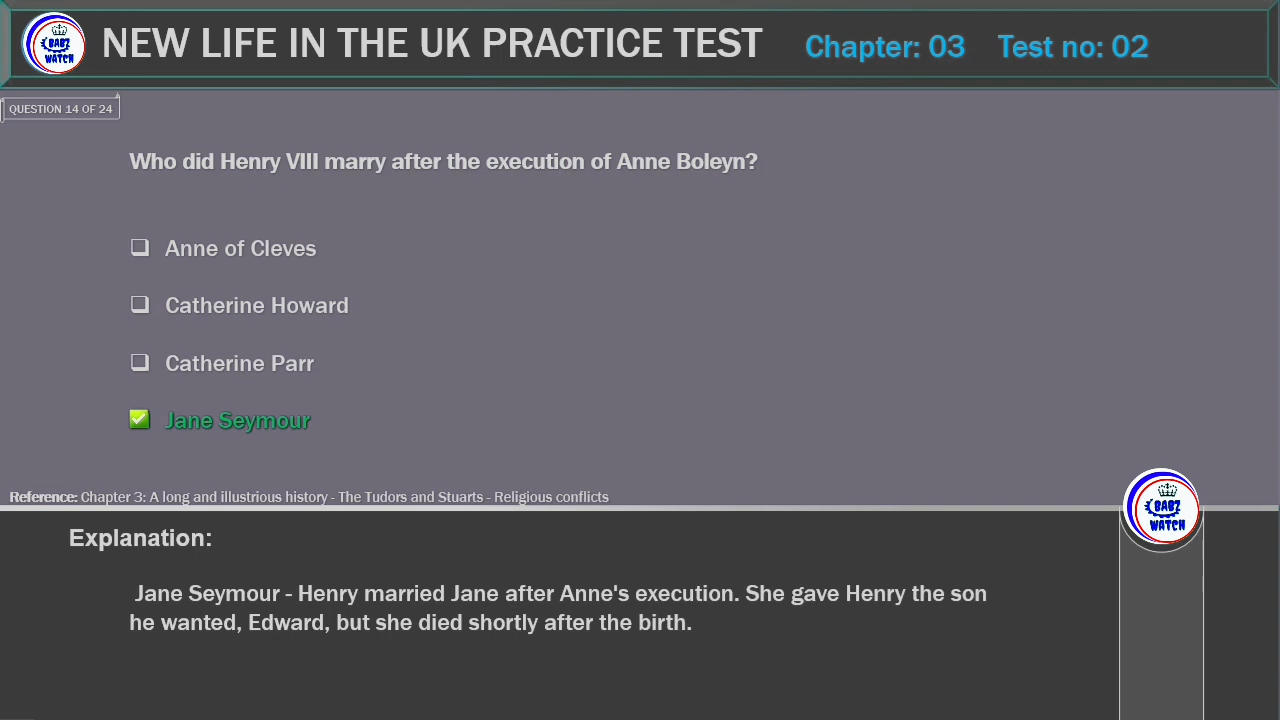 BABZ
WATCH
NEW LIFE IN THE UK PRACTICE TEST Chapter: 03 Test no: 02
QUESTION 14 OF 24
Who did Henry VIII marry after the execution of Anne Boleyn?
Anne of Cleves
Catherine Howard
Catherine Parr
Jane Seymour
Reference: Chapter 3: A long and illustrious history - The Tudors and Stuarts - Religious conflicts
BABZ
WATCH
Explanation:
Jane Seymour - Henry married Jane after Anne's execution. She gave Henry the son
he wanted, Edward, but she died shortly after the birth.